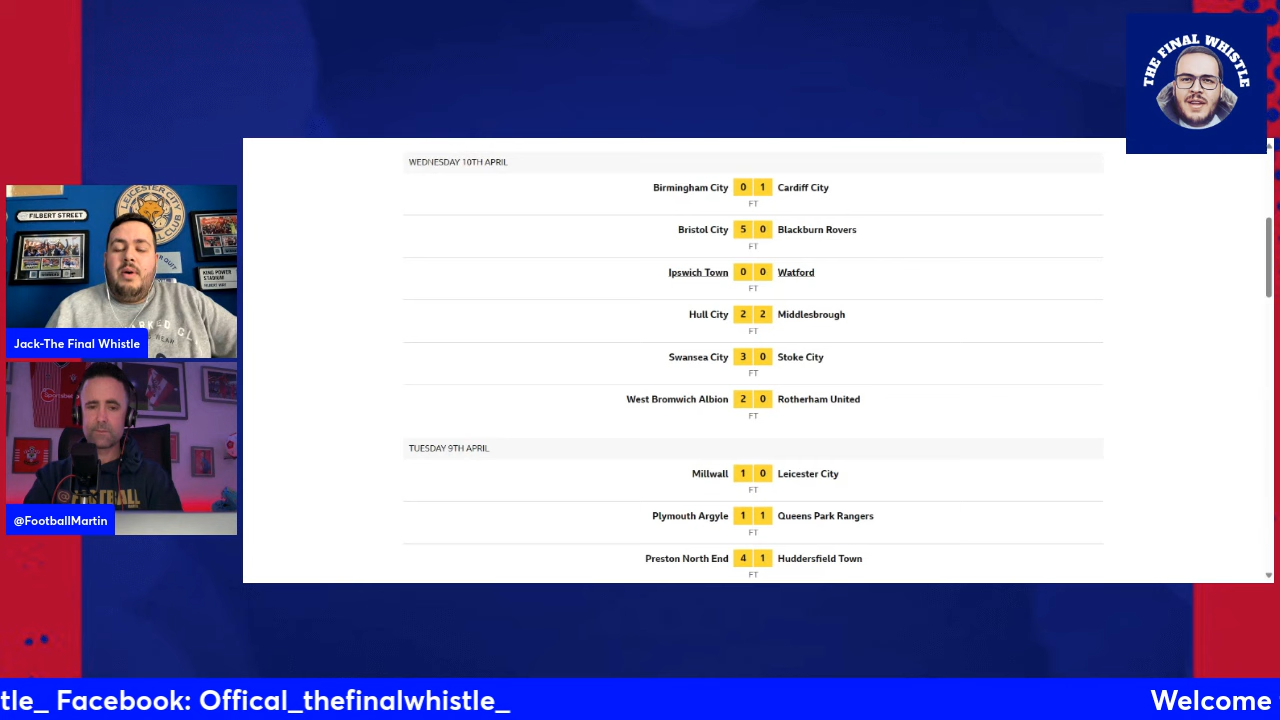 THE FINAL WHISTLE
WEDNESDAY 10TH APRIL
Birmingham City 0 1 Cardiff City
FT
Bristol City 5 0 Blackburn Rovers
FT
Ipswich Town 0 0 Watford
FT
Hull City 2 2 Middlesbrough
FT
Swansea City 3 0 Stoke City
FT
West Bromwich Albion 2 0 Rotherham United
FT
TUESDAY 9TH APRIL
Millwall 1 0 Leicester City
FT
Plymouth Argyle 1 1 Queens Park Rangers
FT
Preston North End 4 1 Huddersfield Town
FT
FILBERT STREET
LEICESTER CITY
KING POWER
STADIUM
Jack-The Final Whistle
@FOOTBALL
@FootballMartin
tle_ Facebook: Offical_thefinalwhistle_
Welcome